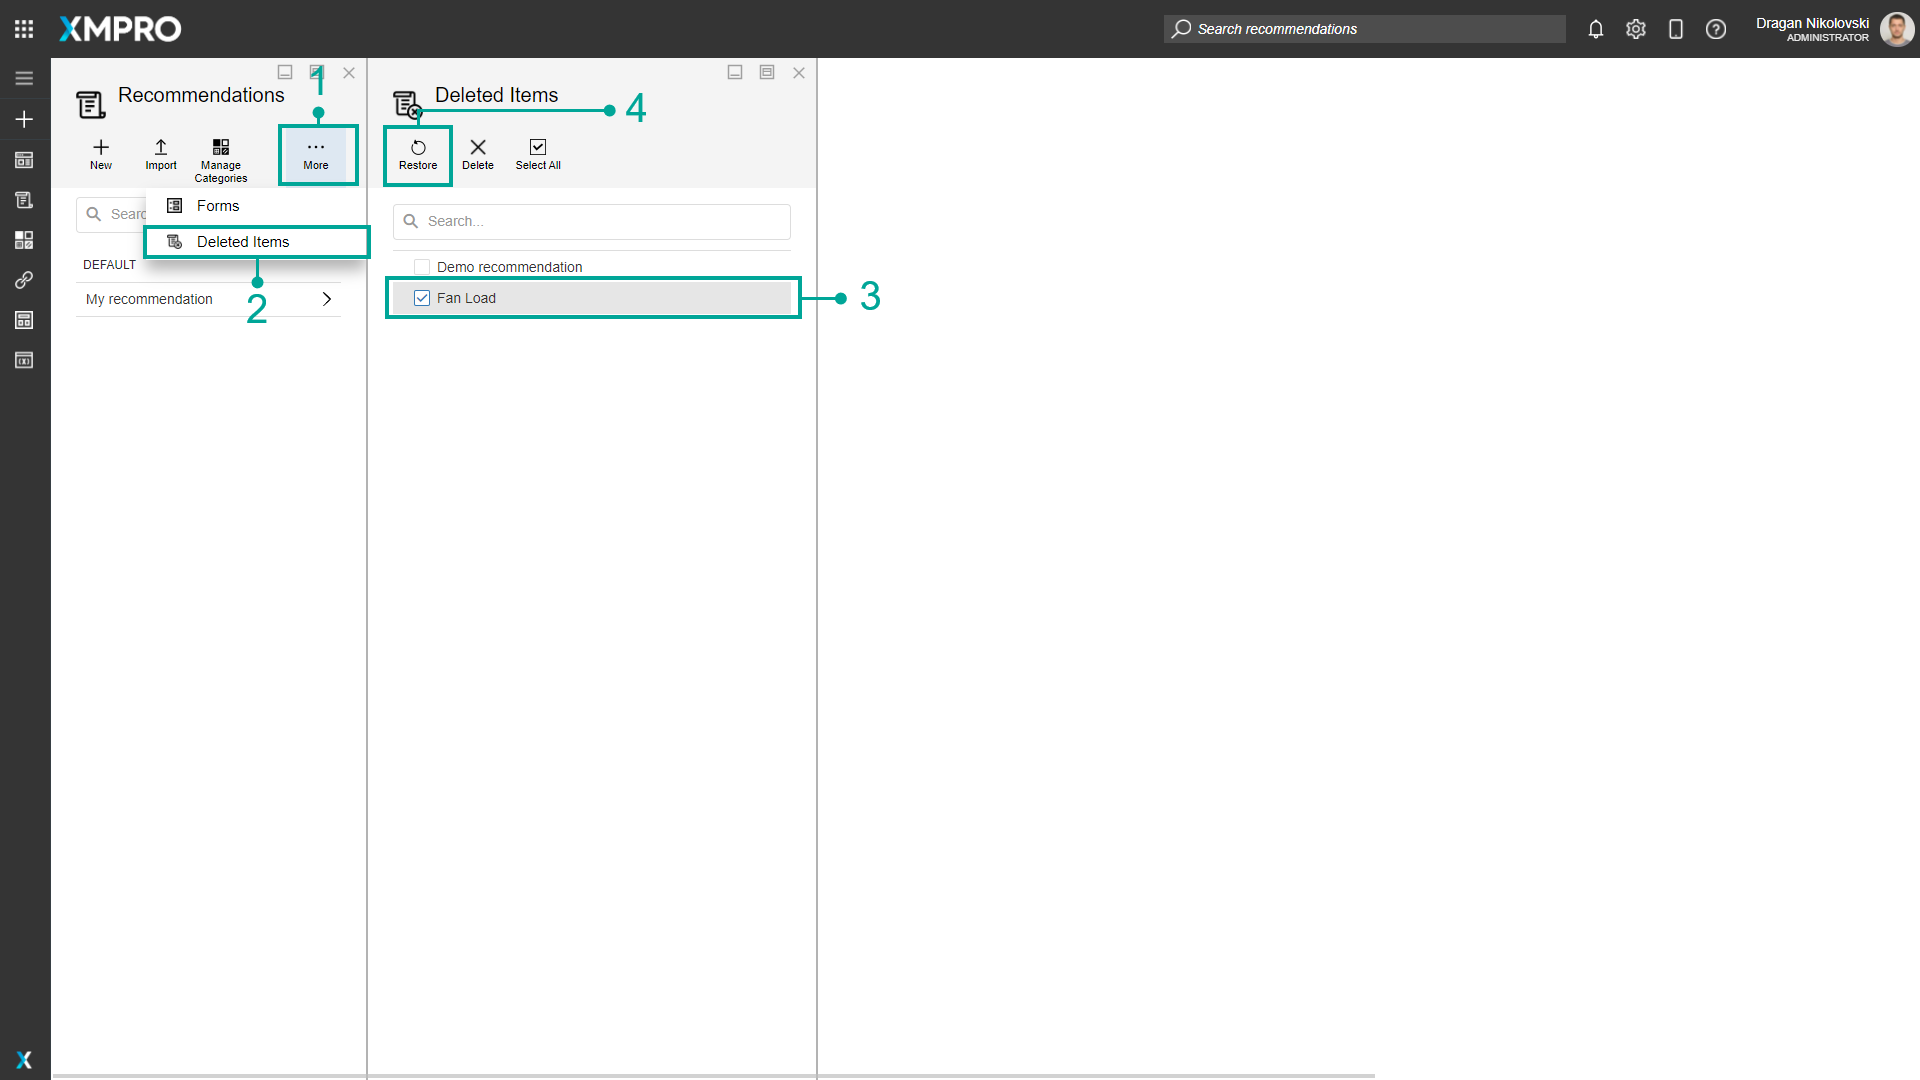 XMPRO
Search recommendations
Dragan Nikolovski
ADMINISTRATOR
1
Recommendations
New
Import
Manage
Categories
More
Forms
Deleted Items
Searc
DEFAULT
My recommendation
2
Deleted Items
4
Restore
Delete
Select All
Search...
Demo recommendation
Fan Load
3